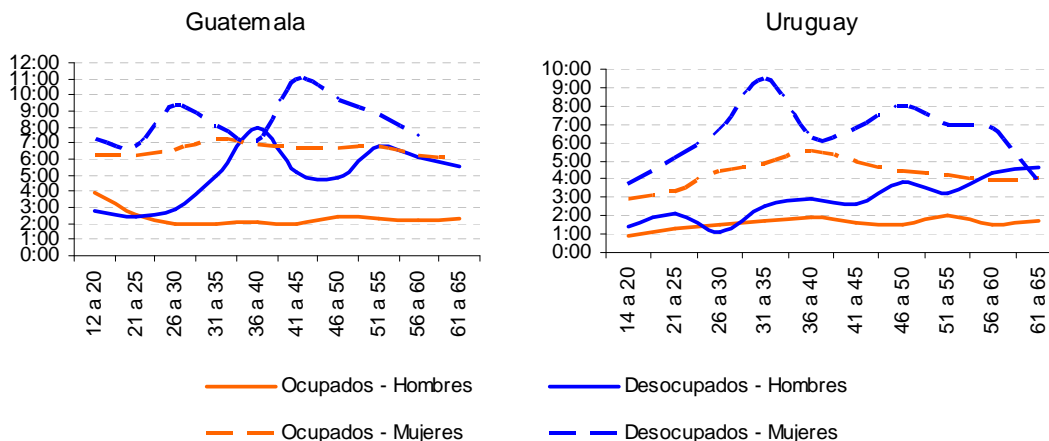 Guatemala
12:00
11:00
10:00
9:00
8:00
7:00
6:00
5:00
4:00
3:00
2:00
1:00
0:00
12 a 20
21 a 25
26 a 30
31 a 35
36 a 40
41 a 45
46 a 50
51 a 55
56 a 60
61 a 65
Uruguay
10:00
9:00
8:00
7:00
6:00
5:00
4:00
3:00
2:00
1:00
0:00
14 a 20
21 a 25
26 a 30
31 a 35
36 a 40
41 a 45
46 a 50
51 a 55
56 a 60
61 a 65
Ocupados - Hombres
Desocupados - Hombres
Ocupados - Mujeres
Desocupados - Mujeres